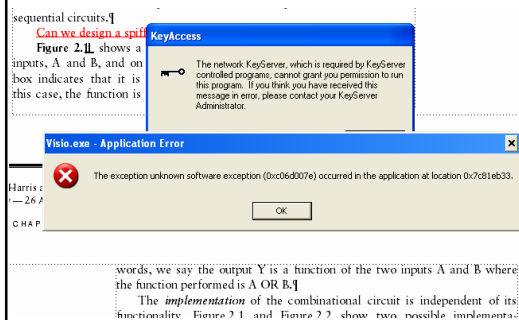 sequential circuits.¶
Can we design a spiff
Figure 2.1 shows a
inputs, A and B, and on
box indicates that it is
this case, the function is
KeyAccess
The network KeyServer, which is required by KeyServer
controlled programs, cannot grant you permission to run
this program. If you think you have received this
message in error, please contact your KeyServer
Administrator.
Visio.exe - Application Error
The exception unknown software exception (0xc06d007e) occurred in the application at location 0x7c81eb33.
OK
Harris a
— 26 A
CHAP
words, we say the output Y is a function of the two inputs A and B where
the function performed is A OR B.¶
The implementation of the combinational circuit is independent of its
functionality. Figure 2.1 and Figure 2.2 show two possible implementa-